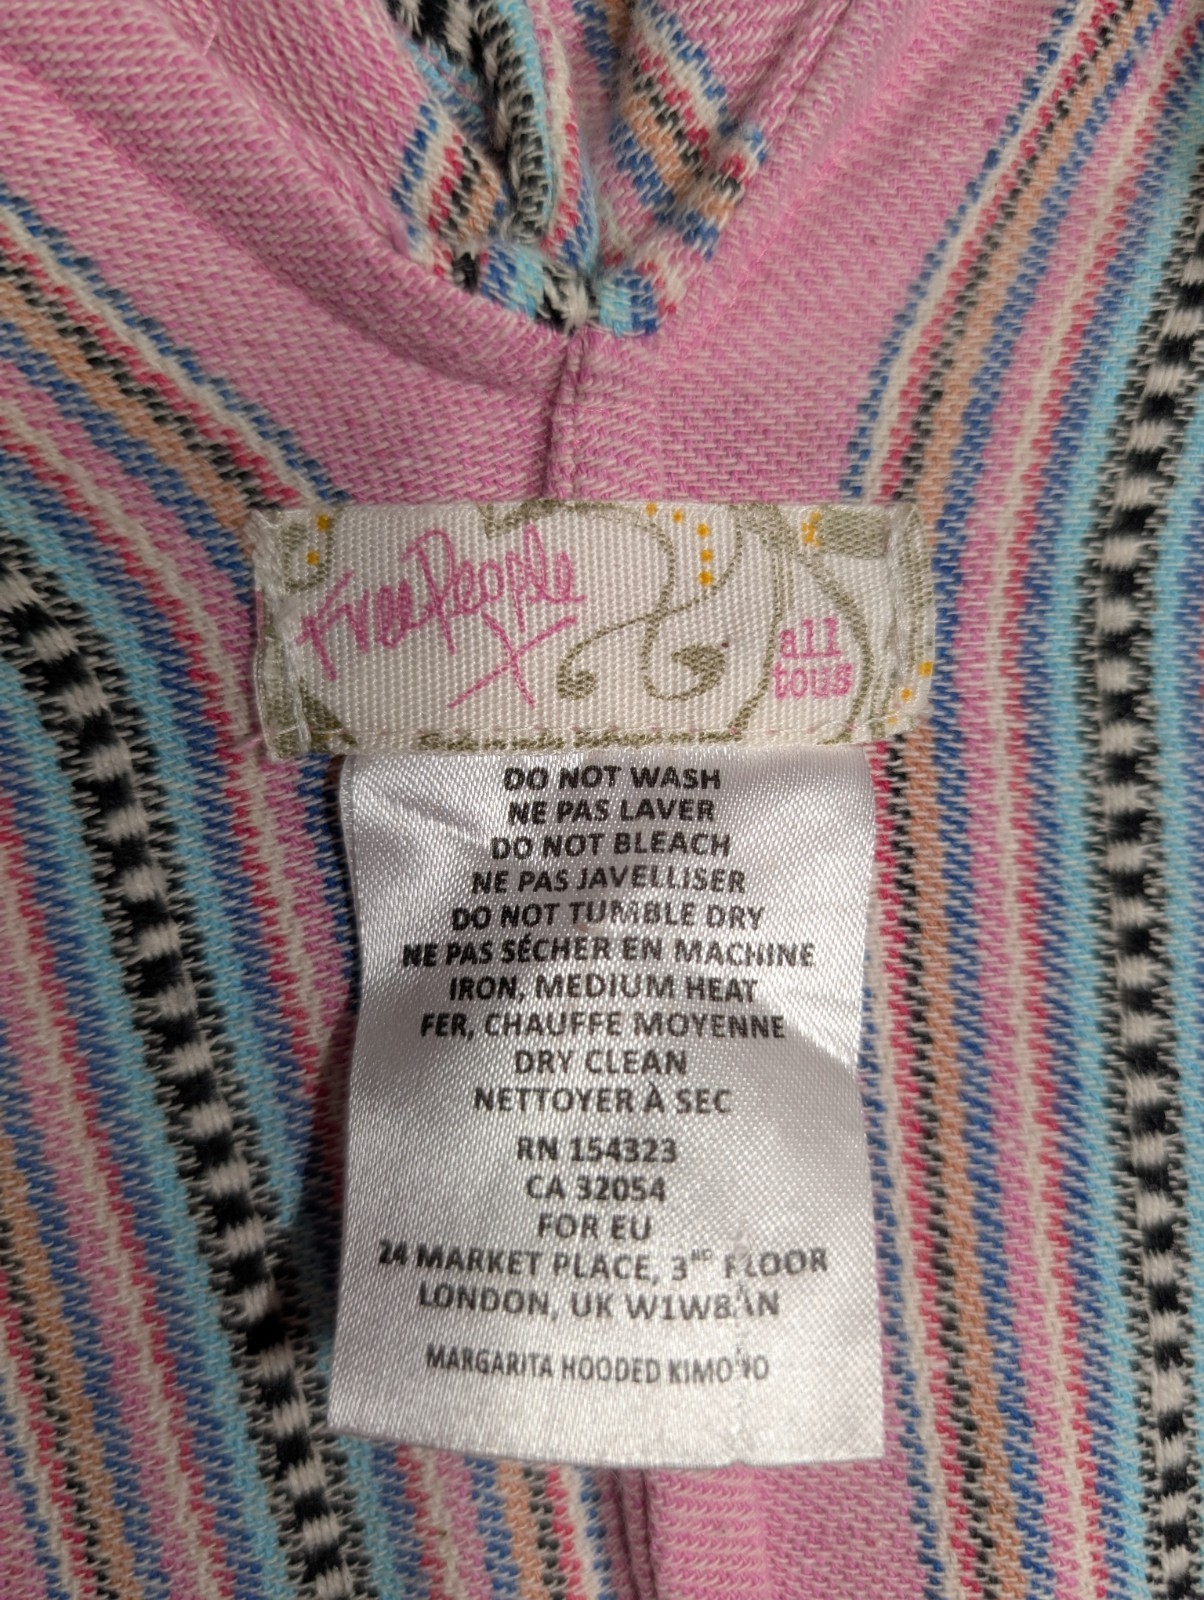 Free People
all
tous
DO NOT WASH
NE PAS LAVER
DO NOT BLEACH
NE PAS JAVELLISER
DO NOT TUMBLE DRY
NE PAS SÉCHER EN MACHINE
IRON, MEDIUM HEAT
FER, CHAUFFE MOYENNE
DRY CLEAN
NETTOYER À SEC
RN 154323
CA 32054
FOR EU
24 MARKET PLACE, 3ᴺᴰ FLOOR
LONDON, UK W1W8AN
MARGARITA HOODED KIMONO